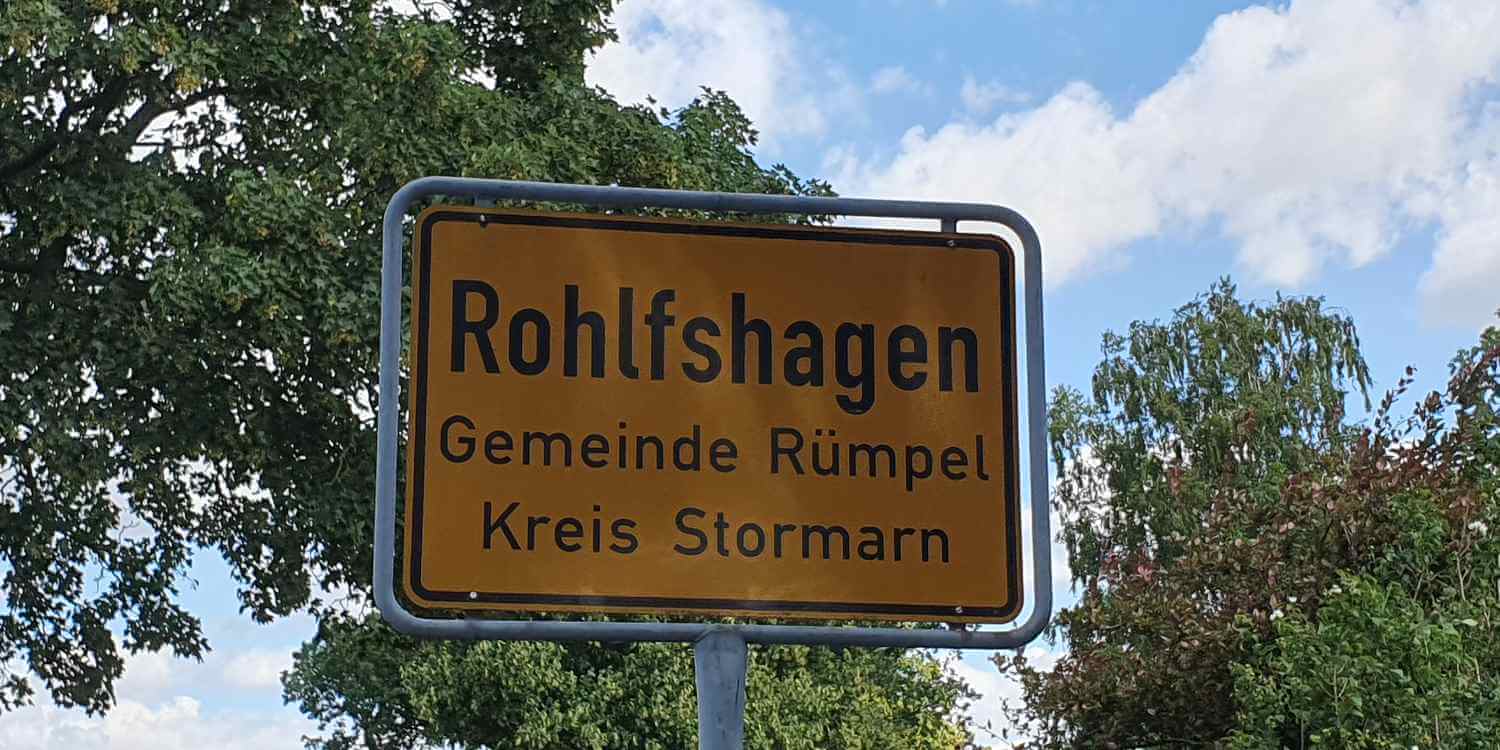 Rohlfshagen
Gemeinde Rümpel
Kreis Stormarn